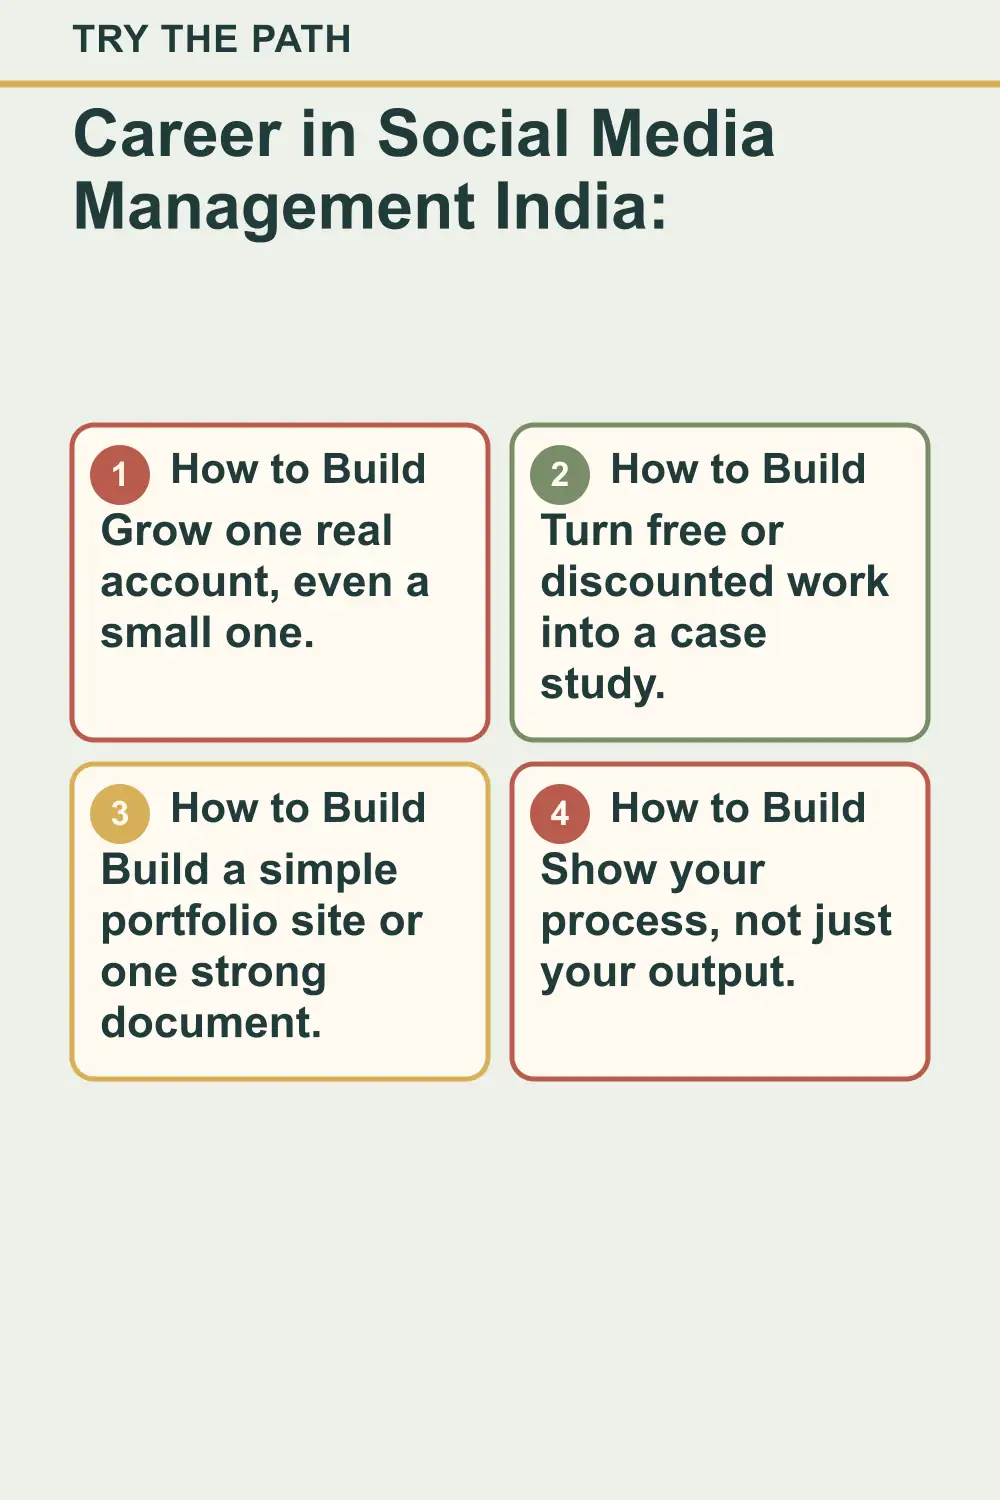 TRY THE PATH
Career in Social Media
Management India:
1 How to Build
Grow one real
account, even a
small one.
2 How to Build
Turn free or
discounted work
into a case
study.
3 How to Build
Build a simple
portfolio site or
one strong
document.
4 How to Build
Show your
process, not just
your output.